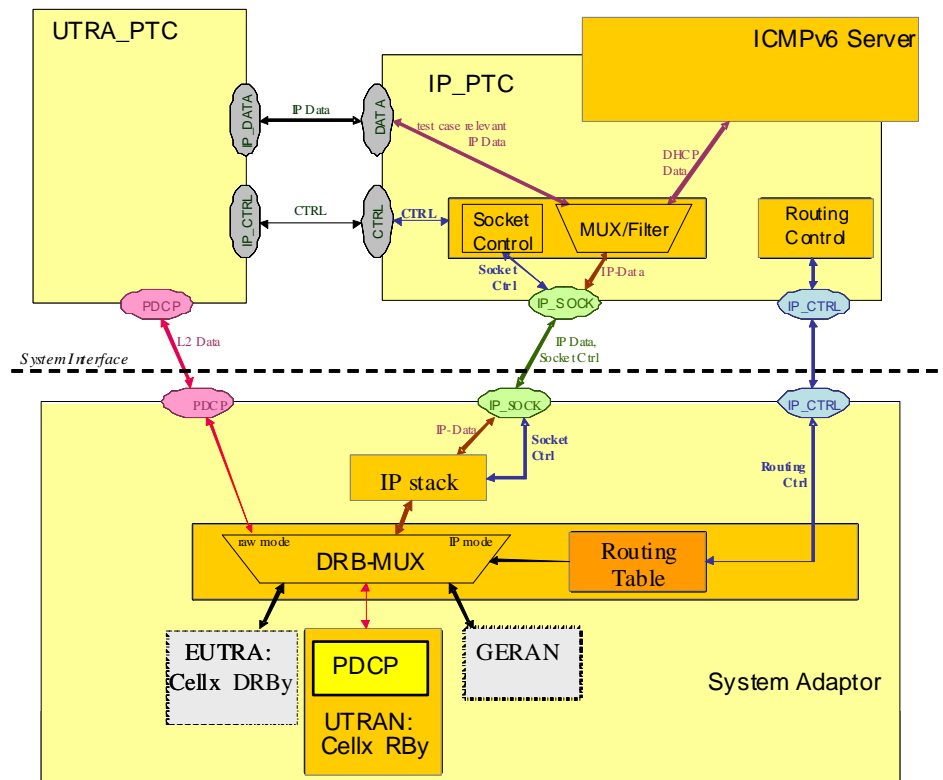 UTRA_PTC
ICMPv6 Server
IP_PTC
IP_DATA
IP Data
DATA
test case relevant
IP Data
DHCP
Data
IP_CTRL
CTRL
CTRL
CTRL
Socket
Control
MUX/Filter
Routing
Control
Socket
Ctrl
IP-Data
PDCP
IP_SOCK
IP_CTRL
L2 Data
IP Data,
Socket Ctrl
System Interface
PDCP
IP_SOCK
IP_CTRL
IP-Data
Socket
Ctrl
IP stack
Routing
Ctrl
raw mode
IP mode
DRB-MUX
Routing
Table
EUTRA:
Cellx DRBy
PDCP
UTRAN:
Cellx RBy
GERAN
System Adaptor